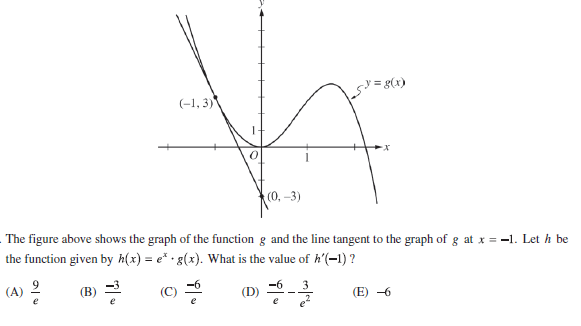 y
y = g(x)
(−1, 3)
1
x
O
1
(0, −3)
. The figure above shows the graph of the function g and the line tangent to the graph of g at x = −1. Let h be
the function given by h(x) = eˣ · g(x). What is the value of h′(−1) ?
(A) 9/e (B) −3/e (C) −6/e (D) −6/e − 3/e² (E) −6